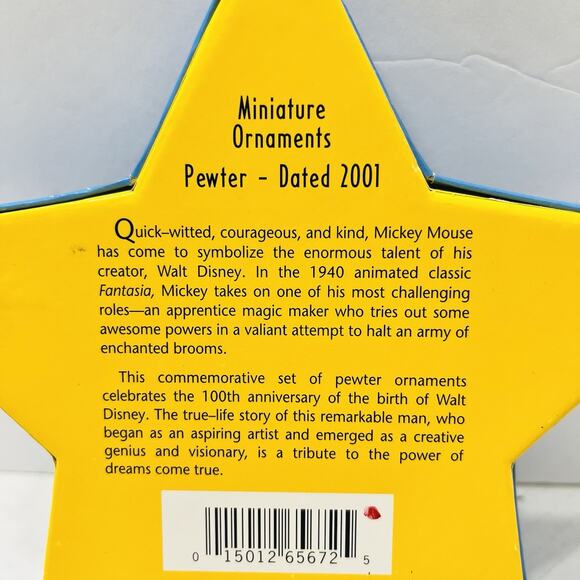 Miniature
Ornaments
Pewter – Dated 2001
Quick–witted, courageous, and kind, Mickey Mouse
has come to symbolize the enormous talent of his
creator, Walt Disney. In the 1940 animated classic
Fantasia, Mickey takes on one of his most challenging
roles—an apprentice magic maker who tries out some
awesome powers in a valiant attempt to halt an army of
enchanted brooms.
This commemorative set of pewter ornaments
celebrates the 100th anniversary of the birth of Walt
Disney. The true–life story of this remarkable man, who
began as an aspiring artist and emerged as a creative
genius and visionary, is a tribute to the power of
dreams come true.
0 15012 65672 5